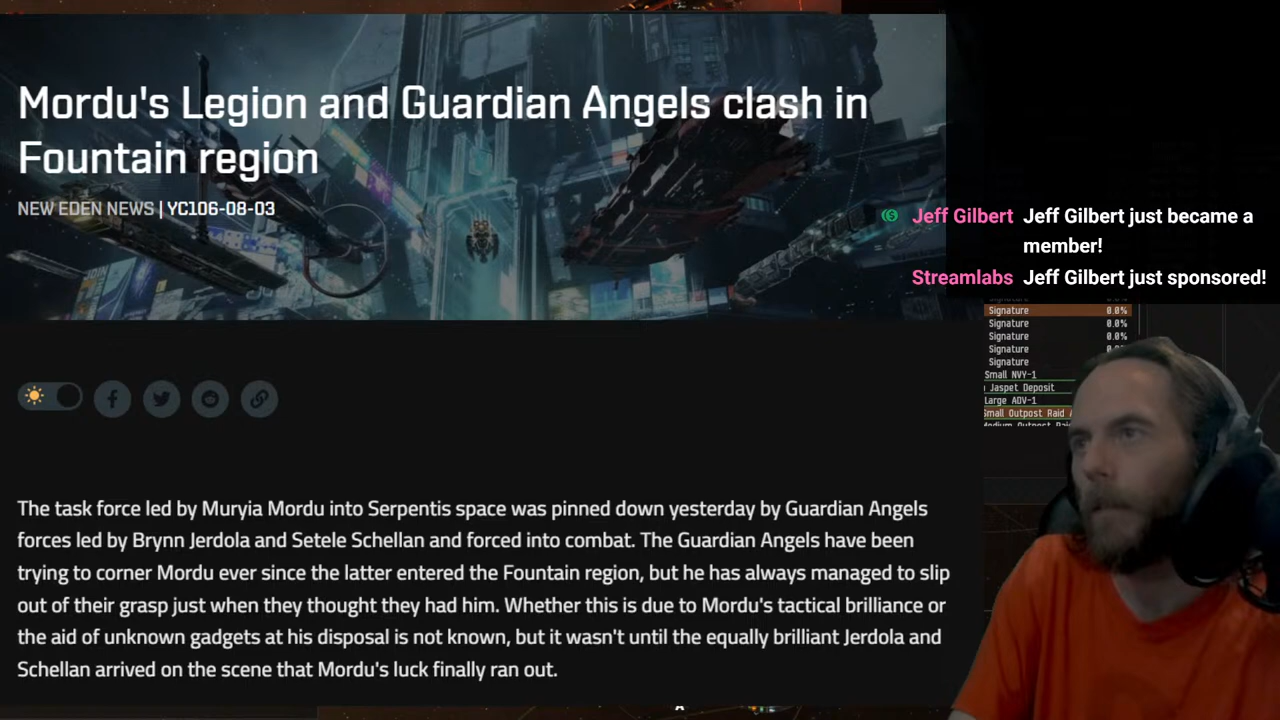 Mordu's Legion and Guardian Angels clash in
Fountain region
NEW EDEN NEWS | YC106-08-03
Jeff Gilbert Jeff Gilbert just became a
member!
Streamlabs Jeff Gilbert just sponsored!
Signature 0.0%
Signature 0.0%
Signature 0.0%
Signature
Signature
Small NVY-1
Jaspet Deposit
Large ADV-1
Small Outpost Raid
The task force led by Muryia Mordu into Serpentis space was pinned down yesterday by Guardian Angels
forces led by Brynn Jerdola and Setele Schellan and forced into combat. The Guardian Angels have been
trying to corner Mordu ever since the latter entered the Fountain region, but he has always managed to slip
out of their grasp just when they thought they had him. Whether this is due to Mordu's tactical brilliance or
the aid of unknown gadgets at his disposal is not known, but it wasn't until the equally brilliant Jerdola and
Schellan arrived on the scene that Mordu's luck finally ran out.